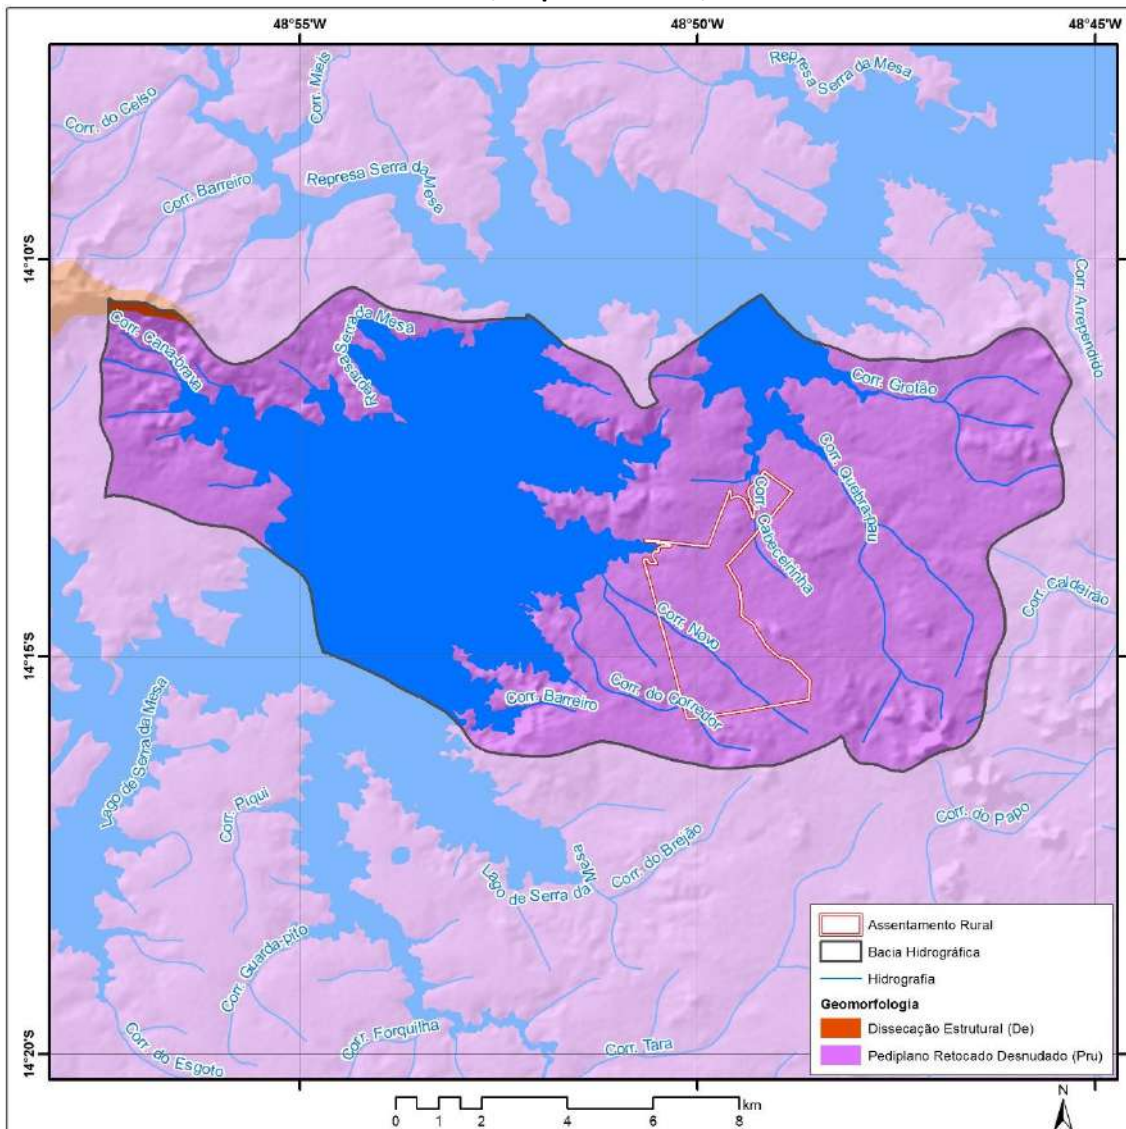 48°55'W
48°50'W
48°45'W
Corr. Mieis
Represa Serra da Mesa
Corr. do Celso
Represa Serra da Mesa
Corr. Barreiro
14°10'S
Corr. Arrependido
Corr. Cana-brava
Represa Serra da Mesa
Corr. Grotão
Corr. Quebra-pau
Corr. Cabeceirinha
Corr. Caldeirão
Corr. Novo
14°15'S
Corr. Barreiro
Corr. do Corredor
Lago de Serra da Mesa
Corr. Piqui
Corr. do Papo
Lago de Serra da Mesa
Corr. do Brejão
Corr. Guarda-pito
Corr. do Esgoto
Corr. Forquilha
Corr. Tara
14°20'S
Assentamento Rural
Bacia Hidrográfica
Hidrografia
Geomorfologia
Dissecação Estrutural (De)
Pediplano Retocado Desnudado (Pru)
0 1 2 4 6 8 km
N